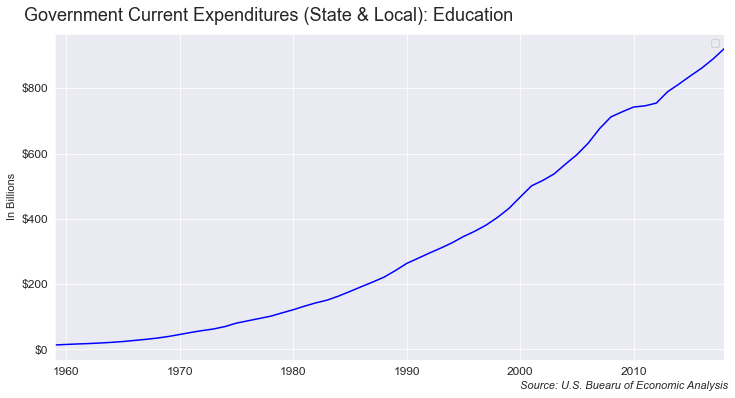 Government Current Expenditures (State & Local): Education
$800
$600
$400
$200
$0
In Billions
1960 1970 1980 1990 2000 2010
Source: U.S. Buearu of Economic Analysis